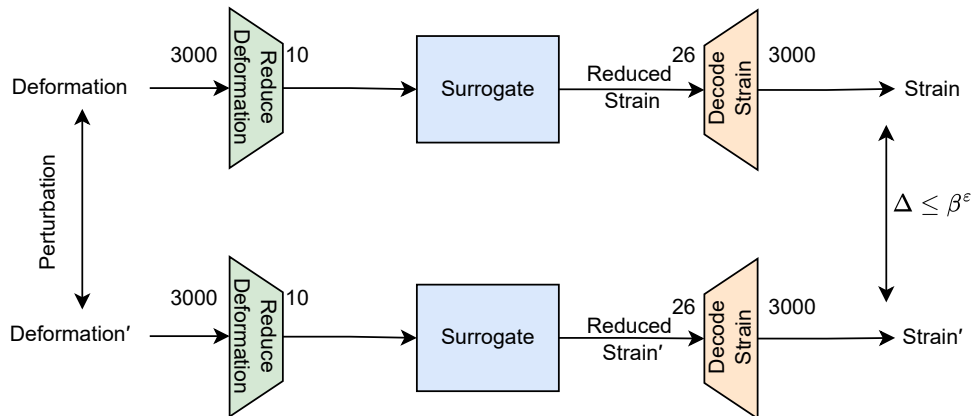 3000
10
26
3000
Deformation
Reduce
Deformation
Surrogate
Reduced
Strain
Decode
Strain
Strain
Perturbation
Δ ≤ β^ε
3000
10
26
3000
Deformation′
Reduce
Deformation
Surrogate
Reduced
Strain′
Decode
Strain
Strain′